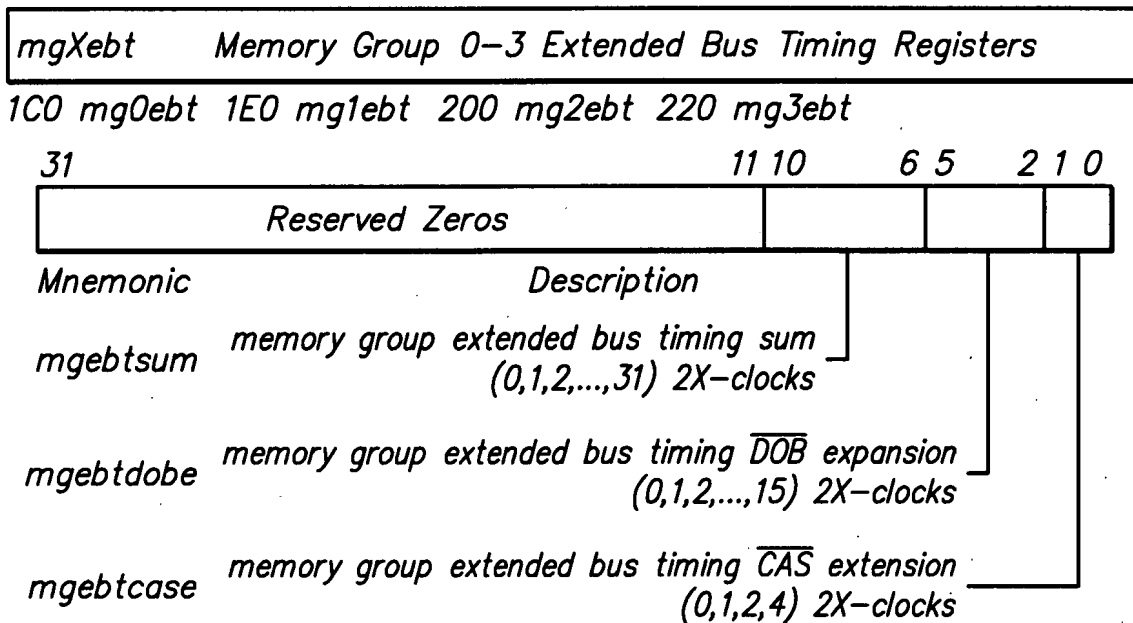 mgXebt Memory Group 0-3 Extended Bus Timing Registers
1C0 mg0ebt 1E0 mg1ebt 200 mg2ebt 220 mg3ebt
31 11 10 6 5 2 1 0
Reserved Zeros
Mnemonic Description
mgebtsum memory group extended bus timing sum
(0,1,2,...,31) 2X-clocks
mgebtdobe memory group extended bus timing D̅O̅B̅ expansion
(0,1,2,...,15) 2X-clocks
mgebtcase memory group extended bus timing C̅A̅S̅ extension
(0,1,2,4) 2X-clocks